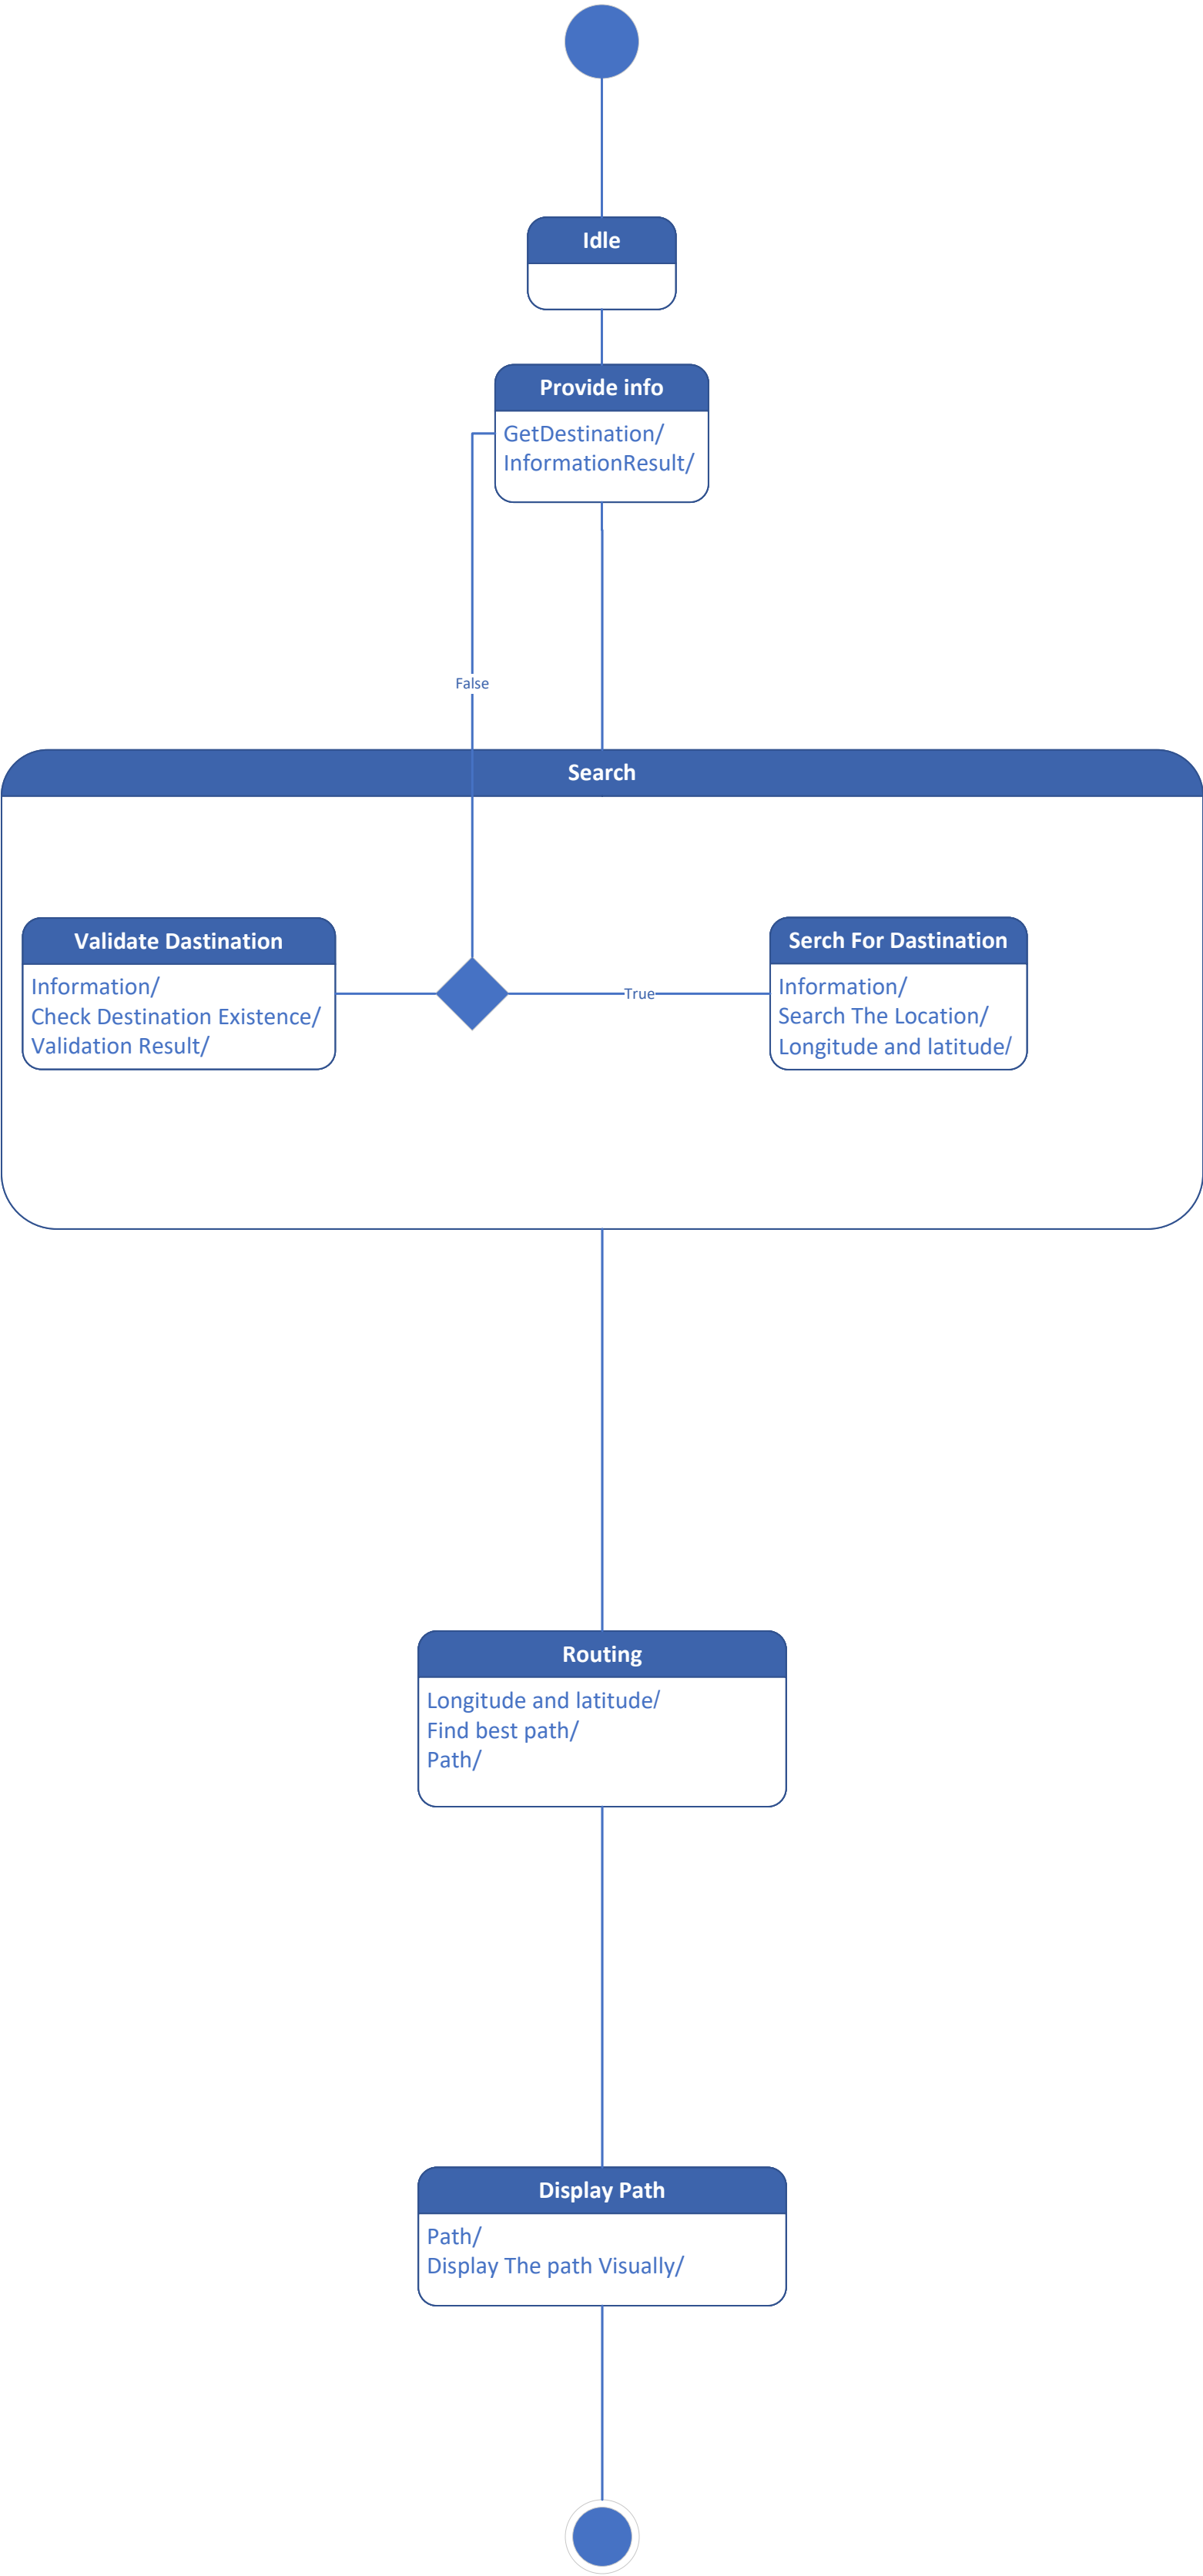 Idle
Provide info
GetDestination/
InformationResult/
False
Search
Validate Dastination
Information/
Check Destination Existence/
Validation Result/
True
Serch For Dastination
Information/
Search The Location/
Longitude and latitude/
Routing
Longitude and latitude/
Find best path/
Path/
Display Path
Path/
Display The path Visually/